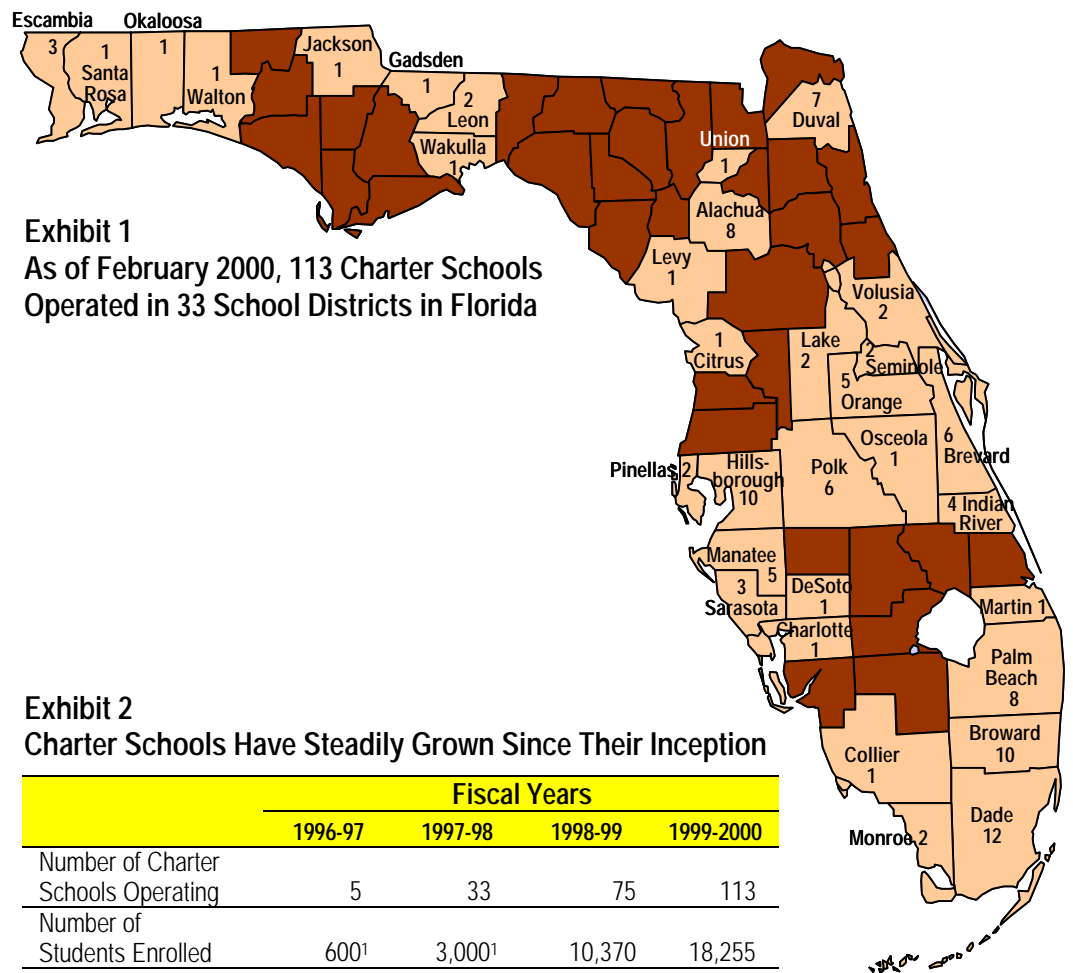 Escambia Okaloosa
3
1
Santa
Rosa
1
1
Walton
Jackson
1
Gadsden
1
2
Leon
Wakulla
1
7
Duval
Union
1
Alachua
8
Levy
1
Exhibit 1
As of February 2000, 113 Charter Schools
Operated in 33 School Districts in Florida
Volusia
2
1
Citrus
Lake
2
2
Seminole
5
Orange
Osceola
1
6
Brevard
Pinellas 2
Hills-
borough
10
Polk
6
4 Indian
River
Manatee
5
3
Sarasota
DeSoto
1
Charlotte
1
Martin 1
Palm
Beach
8
Broward
10
Collier
1
Dade
12
Monroe 2
Exhibit 2
Charter Schools Have Steadily Grown Since Their Inception
Fiscal Years
1996-97 1997-98 1998-99 1999-2000
Number of Charter
Schools Operating 5 33 75 113
Number of
Students Enrolled 600¹ 3,000¹ 10,370 18,255